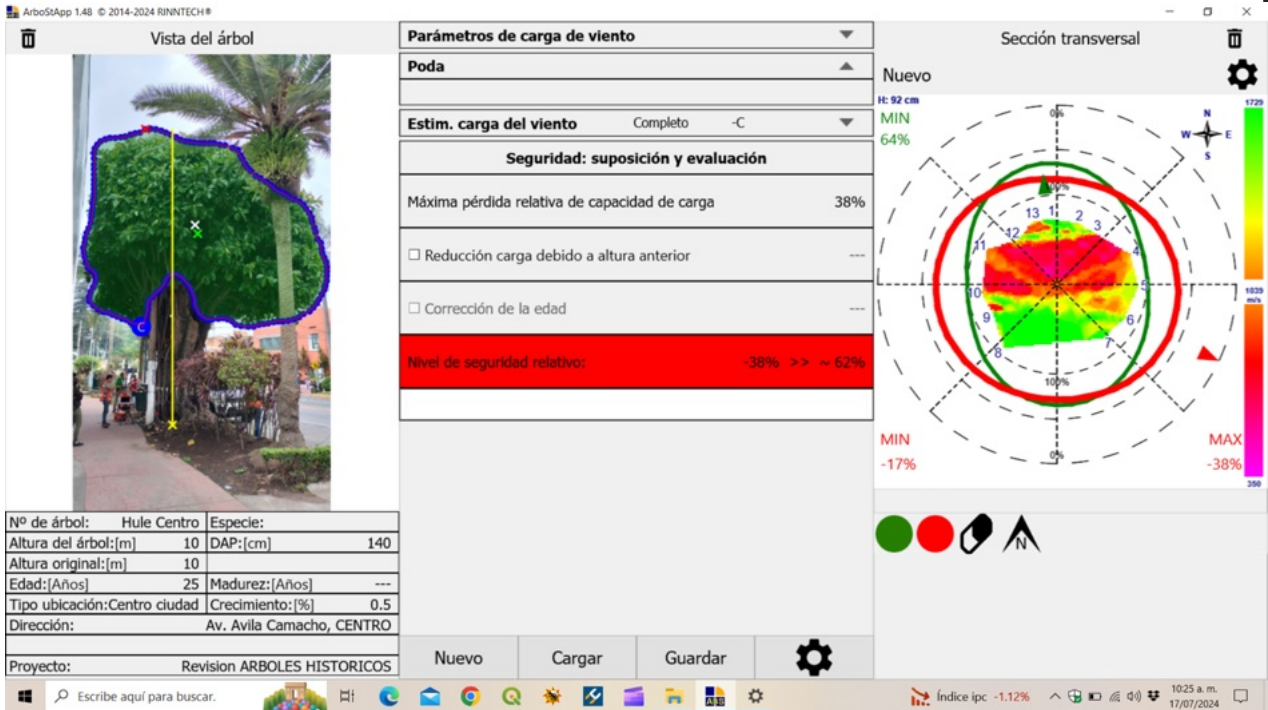 ArboStApp 1.48 © 2014-2024 RINNTECH®
Vista del árbol
Nº de árbol: Hule Centro Especie:
Altura del árbol:[m] 10 DAP:[cm] 140
Altura original:[m] 10
Edad:[Años] 25 Madurez:[Años] ---
Tipo ubicación:Centro ciudad Crecimiento:[%] 0.5
Dirección: Av. Avila Camacho, CENTRO
Proyecto: Revision ARBOLES HISTORICOS
Parámetros de carga de viento
Poda
Estim. carga del viento Completo -C
Seguridad: suposición y evaluación
Máxima pérdida relativa de capacidad de carga 38%
Reducción carga debido a altura anterior ---
Corrección de la edad ---
Nivel de seguridad relativo: -38% >> ~ 62%
Nuevo Cargar Guardar
Sección transversal
Nuevo
H: 92 cm
MIN
64%
1729
N
W E
S
0%
100%
13 1 2 3
12
11 4
10 5
9 6
8 7
1039
m/s
100%
0%
MIN
-17%
MAX
-38%
350
N
C
Escribe aquí para buscar.
Índice ipc -1.12%
10:25 a. m.
17/07/2024